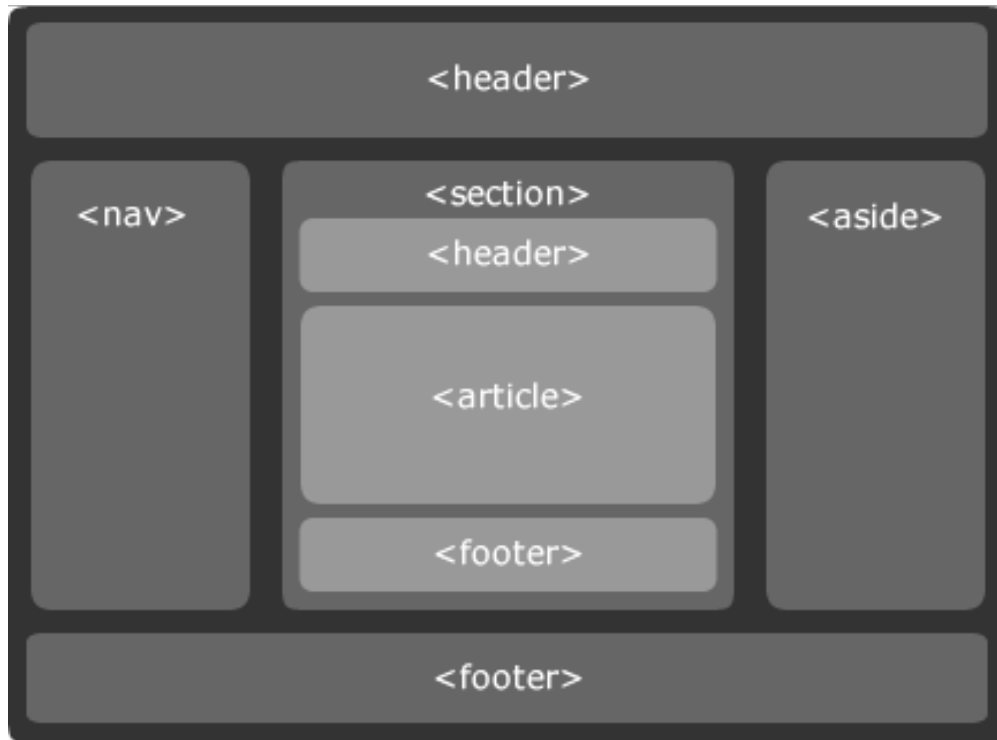 <header>
<nav>
<section>
<header>
<article>
<footer>
<aside>
<footer>